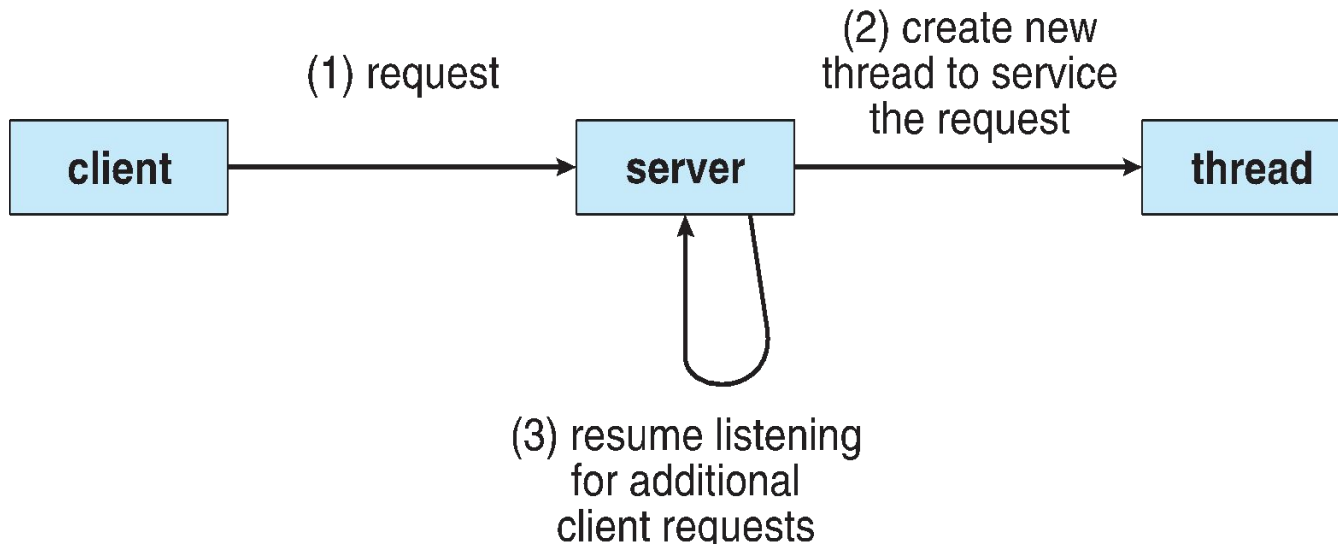 (1) request
(2) create new
thread to service
the request
client
server
thread
(3) resume listening
for additional
client requests